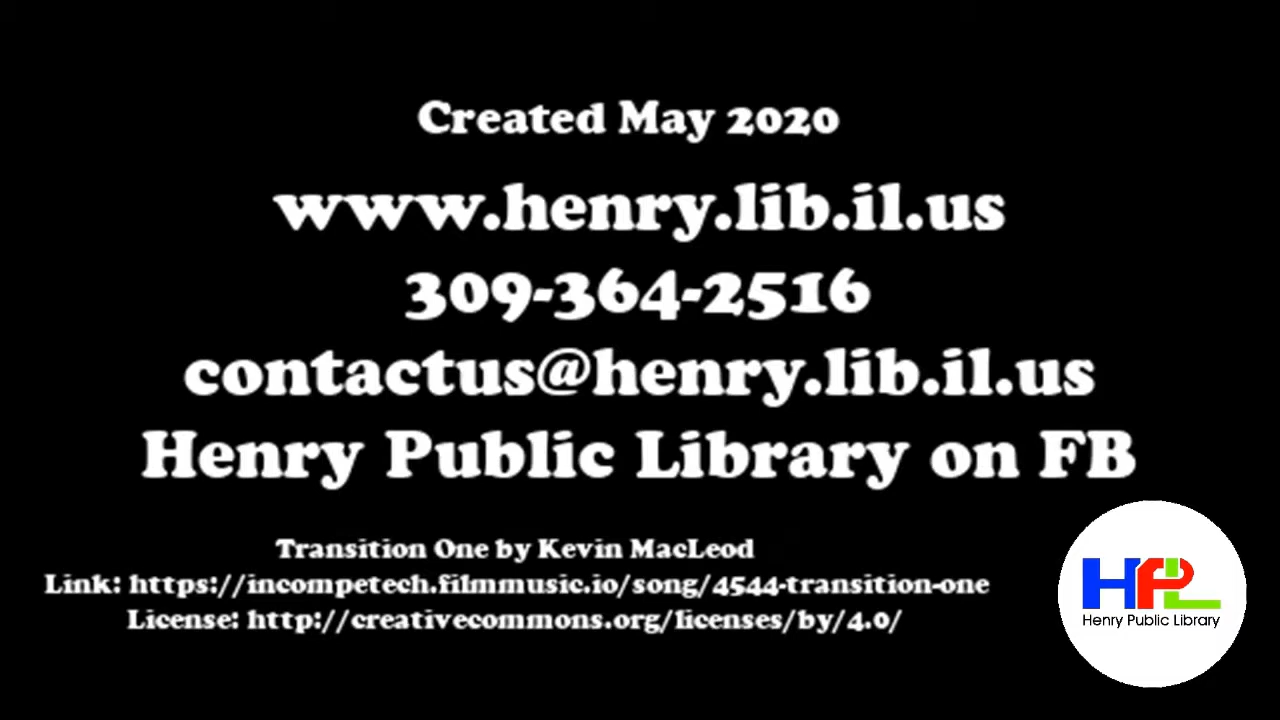 Created May 2020
www.henry.lib.il.us
309-364-2516
contactus@henry.lib.il.us
Henry Public Library on FB
Transition One by Kevin MacLeod
Link: https://incompetech.filmmusic.io/song/4544-transition-one
License: http://creativecommons.org/licenses/by/4.0/
HPL
Henry Public Library